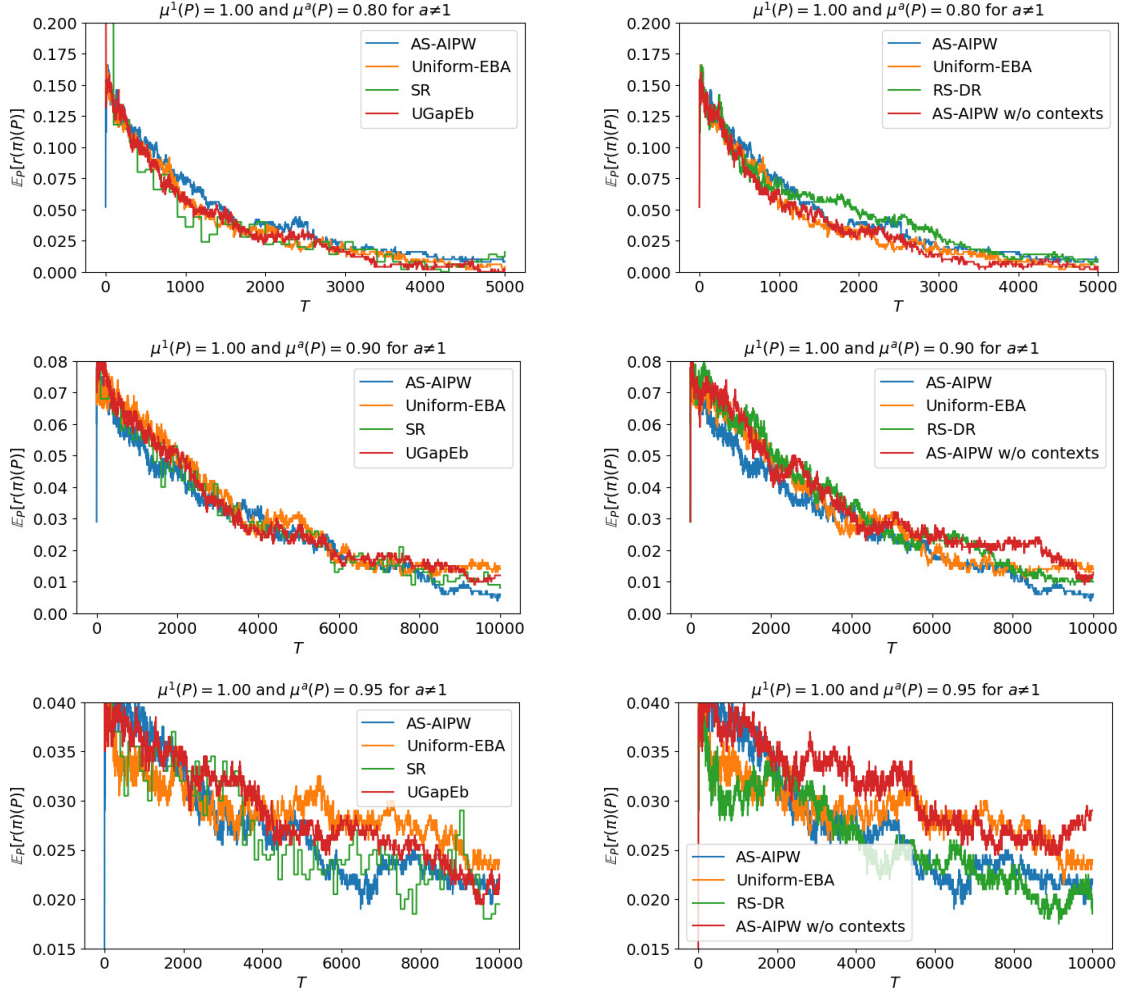 μ¹(P) = 1.00 and μᵃ(P) = 0.80 for a≠1
0.200
0.175
0.150
0.125
0.100
0.075
0.050
0.025
0.000
𝔼_P[r(π)(P)]
AS-AIPW
Uniform-EBA
SR
UGapEb
0 1000 2000 3000 4000 5000
T
μ¹(P) = 1.00 and μᵃ(P) = 0.80 for a≠1
0.200
0.175
0.150
0.125
0.100
0.075
0.050
0.025
0.000
𝔼_P[r(π)(P)]
AS-AIPW
Uniform-EBA
RS-DR
AS-AIPW w/o contexts
0 1000 2000 3000 4000 5000
T
μ¹(P) = 1.00 and μᵃ(P) = 0.90 for a≠1
0.08
0.07
0.06
0.05
0.04
0.03
0.02
0.01
0.00
𝔼_P[r(π)(P)]
AS-AIPW
Uniform-EBA
SR
UGapEb
0 2000 4000 6000 8000 10000
T
μ¹(P) = 1.00 and μᵃ(P) = 0.90 for a≠1
0.08
0.07
0.06
0.05
0.04
0.03
0.02
0.01
0.00
𝔼_P[r(π)(P)]
AS-AIPW
Uniform-EBA
RS-DR
AS-AIPW w/o contexts
0 2000 4000 6000 8000 10000
T
μ¹(P) = 1.00 and μᵃ(P) = 0.95 for a≠1
0.040
0.035
0.030
0.025
0.020
0.015
𝔼_P[r(π)(P)]
AS-AIPW
Uniform-EBA
SR
UGapEb
0 2000 4000 6000 8000 10000
T
μ¹(P) = 1.00 and μᵃ(P) = 0.95 for a≠1
0.040
0.035
0.030
0.025
0.020
0.015
𝔼_P[r(π)(P)]
AS-AIPW
Uniform-EBA
RS-DR
AS-AIPW w/o contexts
0 2000 4000 6000 8000 10000
T